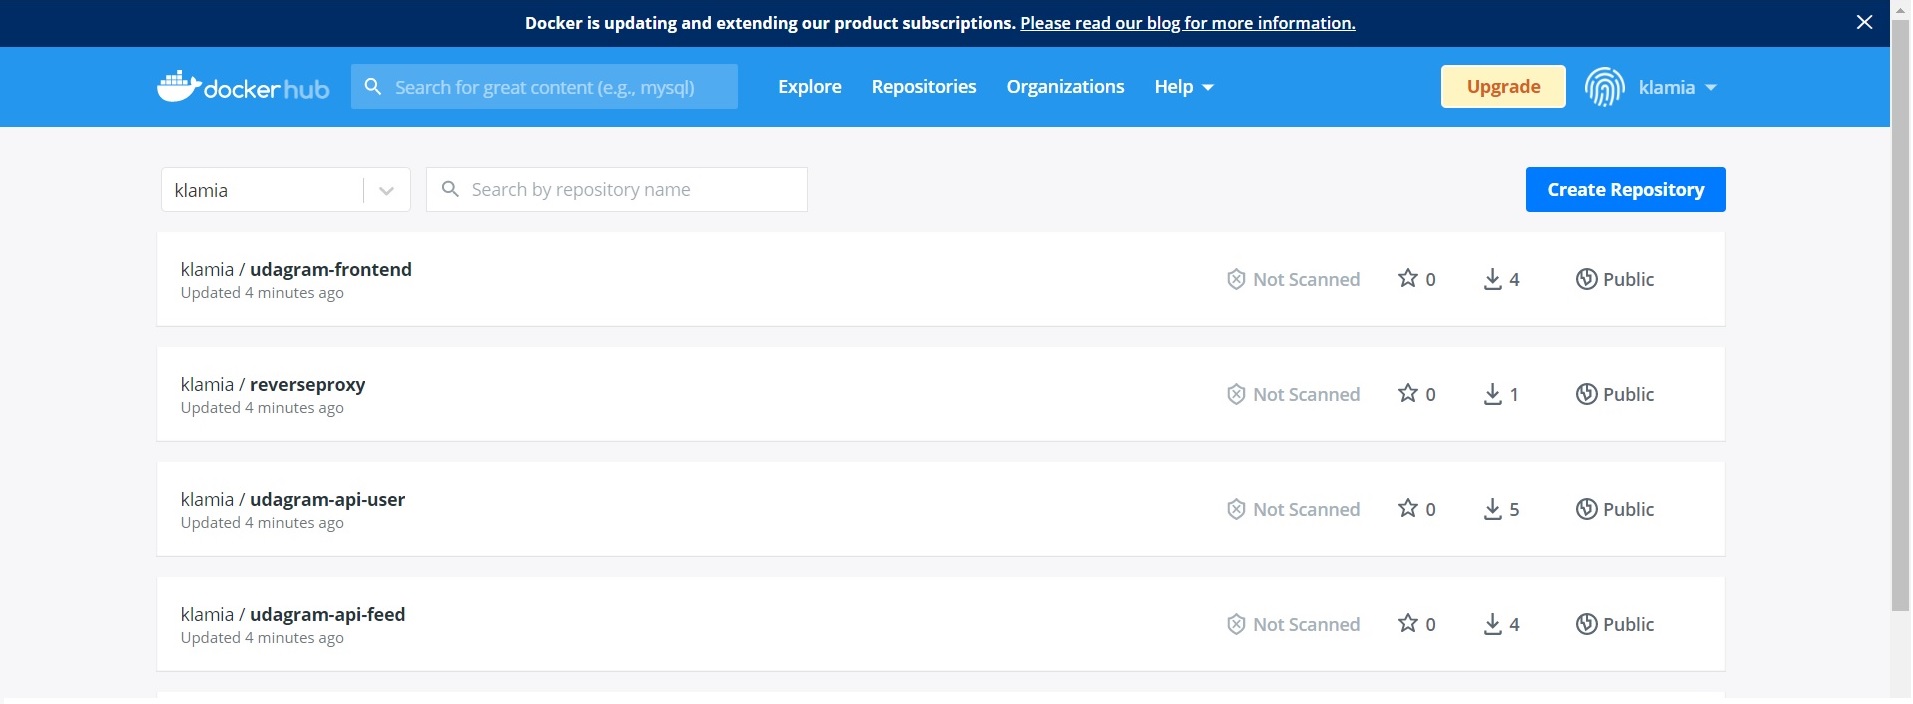 Docker is updating and extending our product subscriptions. Please read our blog for more information.
dockerhub Search for great content (e.g., mysql) Explore Repositories Organizations Help Upgrade klamia
klamia Search by repository name Create Repository
klamia / udagram-frontend
Updated 4 minutes ago
Not Scanned 0 4 Public
klamia / reverseproxy
Updated 4 minutes ago
Not Scanned 0 1 Public
klamia / udagram-api-user
Updated 4 minutes ago
Not Scanned 0 5 Public
klamia / udagram-api-feed
Updated 4 minutes ago
Not Scanned 0 4 Public